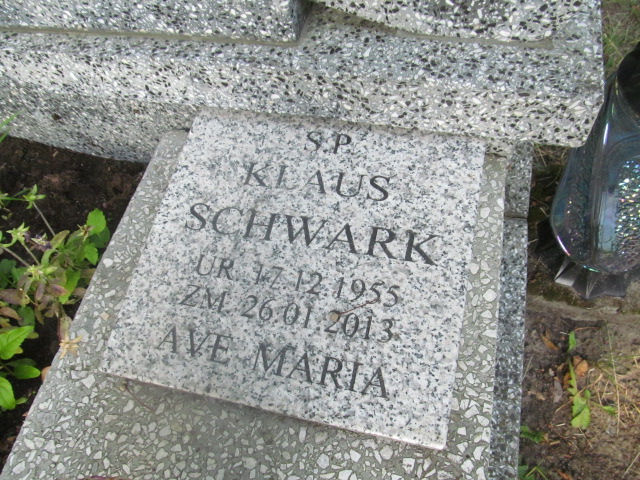 S.P.
KLAUS
SCHWARK
UR. 17.12.1955
ZM. 26.01.2013
AVE MARIA